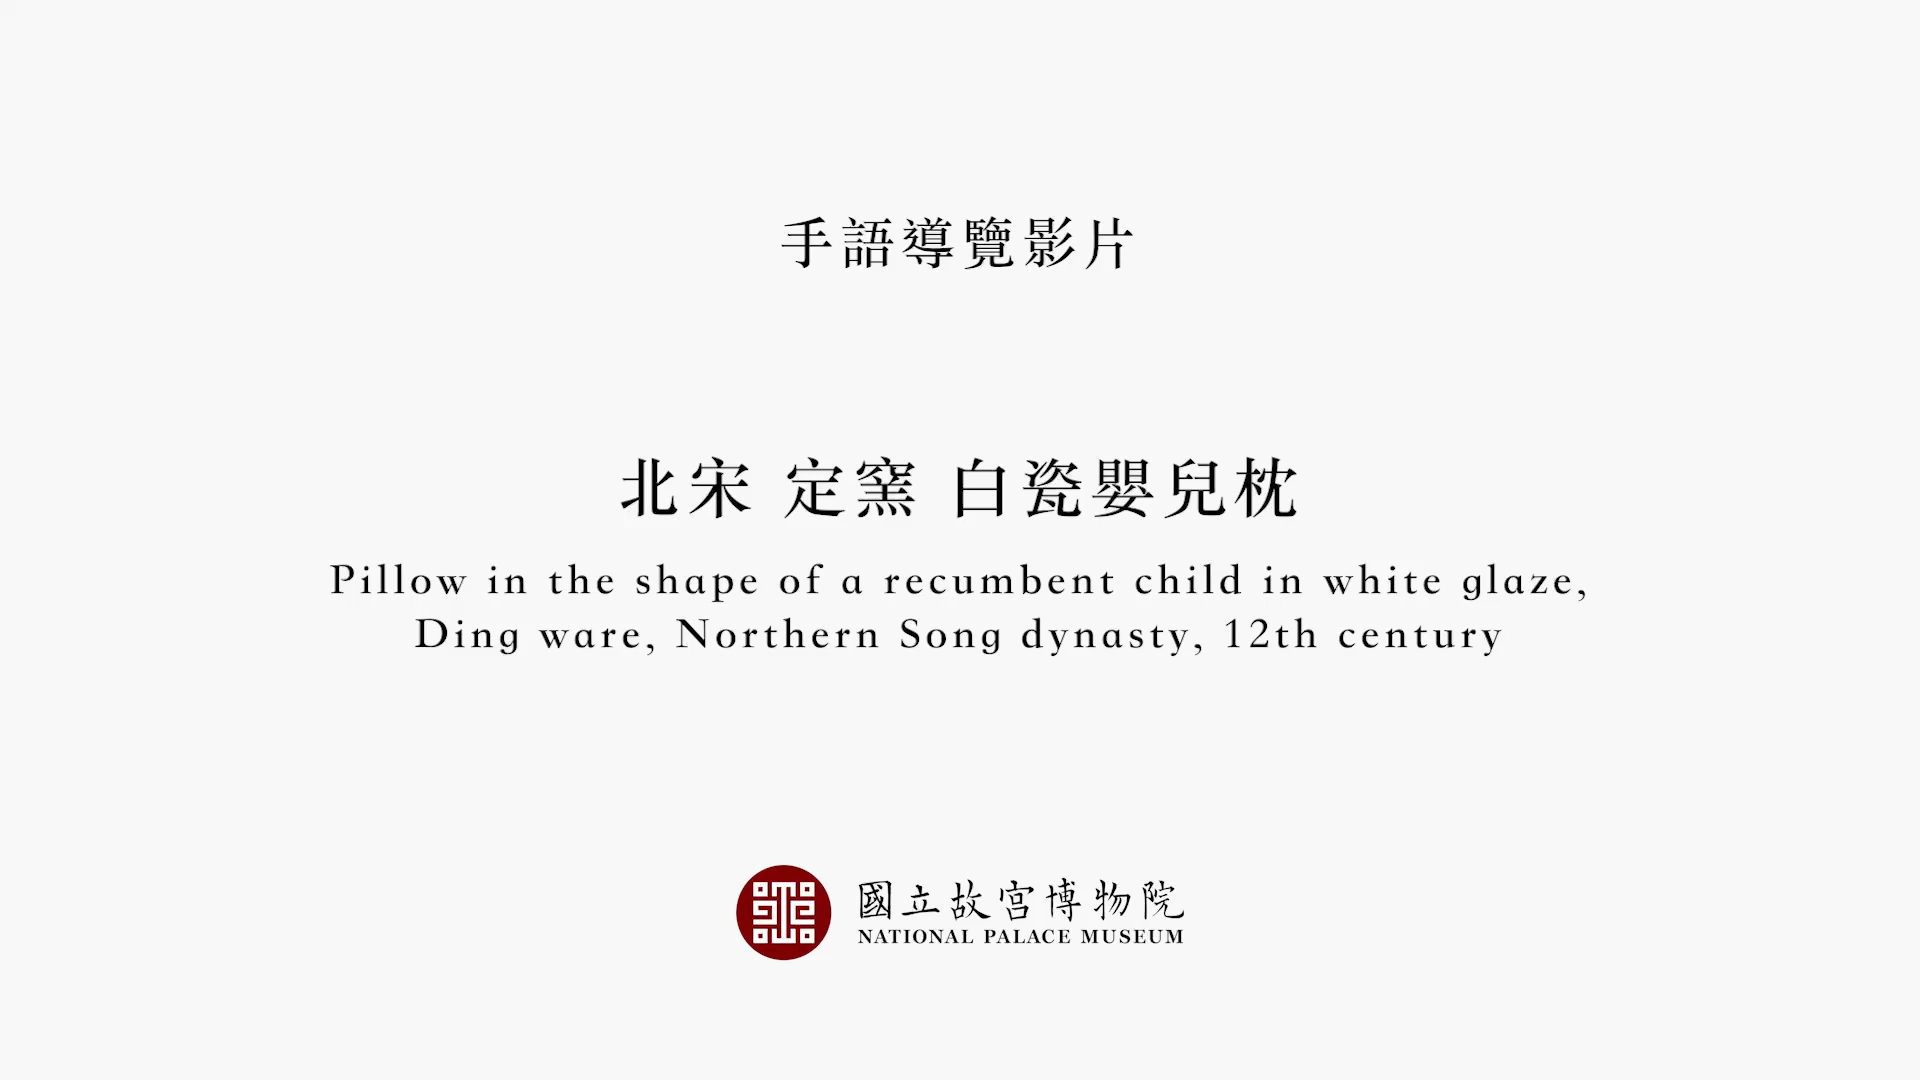 手語導覽影片
北宋 定窯 白瓷嬰兒枕
Pillow in the shape of a recumbent child in white glaze,
Ding ware, Northern Song dynasty, 12th century
國立故宮博物院
NATIONAL PALACE MUSEUM